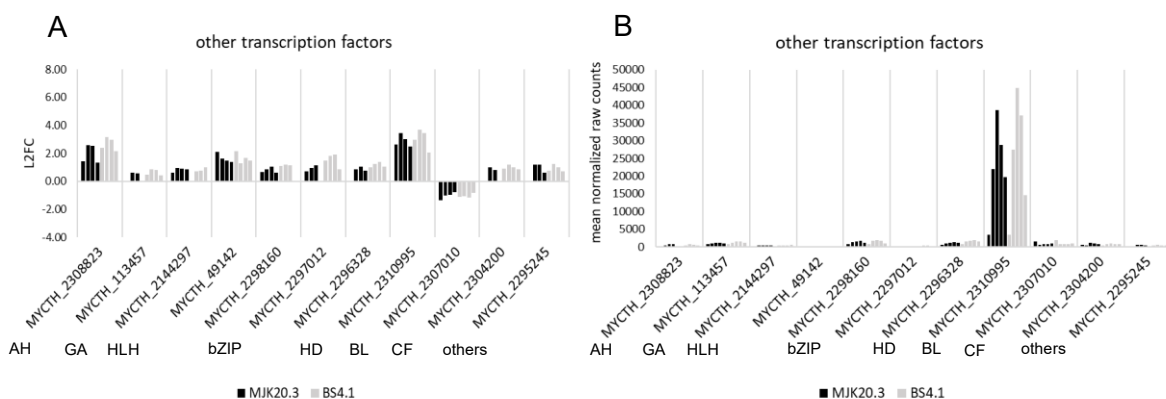 A
other transcription factors
L2FC
8.00
6.00
4.00
2.00
0.00
-2.00
-4.00
MYCTH_2308823
MYCTH_113457
MYCTH_2144297
MYCTH_49142
MYCTH_2298160
MYCTH_2297012
MYCTH_2296328
MYCTH_2310995
MYCTH_2307010
MYCTH_2304200
MYCTH_2295245
AH GA HLH bZIP HD BL CF others
MJK20.3 BS4.1
B
other transcription factors
mean normalized raw counts
50000
45000
40000
35000
30000
25000
20000
15000
10000
5000
0
MYCTH_2308823
MYCTH_113457
MYCTH_2144297
MYCTH_49142
MYCTH_2298160
MYCTH_2297012
MYCTH_2296328
MYCTH_2310995
MYCTH_2307010
MYCTH_2304200
MYCTH_2295245
AH GA HLH bZIP HD BL CF others
MJK20.3 BS4.1